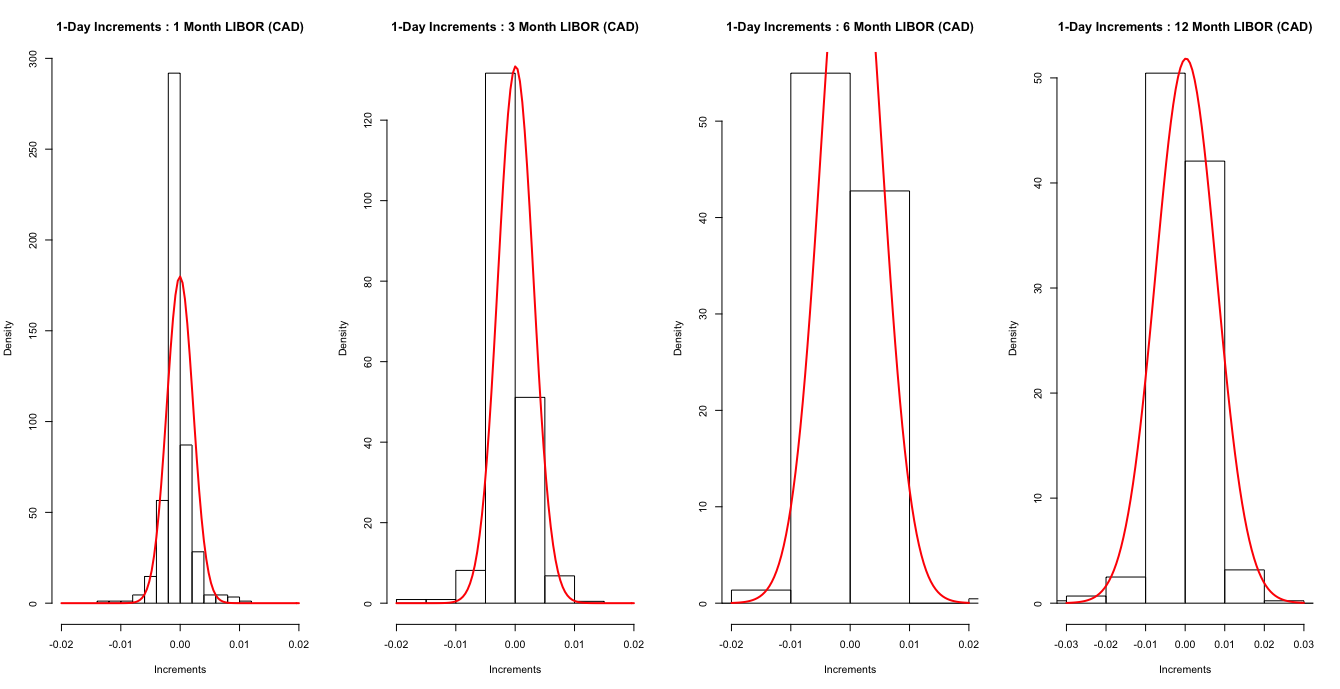 1-Day Increments : 1 Month LIBOR (CAD)
Density
0 50 100 150 200 250 300
-0.02 -0.01 0.00 0.01 0.02
Increments
1-Day Increments : 3 Month LIBOR (CAD)
Density
0 20 40 60 80 100 120
-0.02 -0.01 0.00 0.01 0.02
Increments
1-Day Increments : 6 Month LIBOR (CAD)
Density
0 10 20 30 40 50
-0.02 -0.01 0.00 0.01 0.02
Increments
1-Day Increments : 12 Month LIBOR (CAD)
Density
0 10 20 30 40 50
-0.03 -0.02 -0.01 0.00 0.01 0.02 0.03
Increments